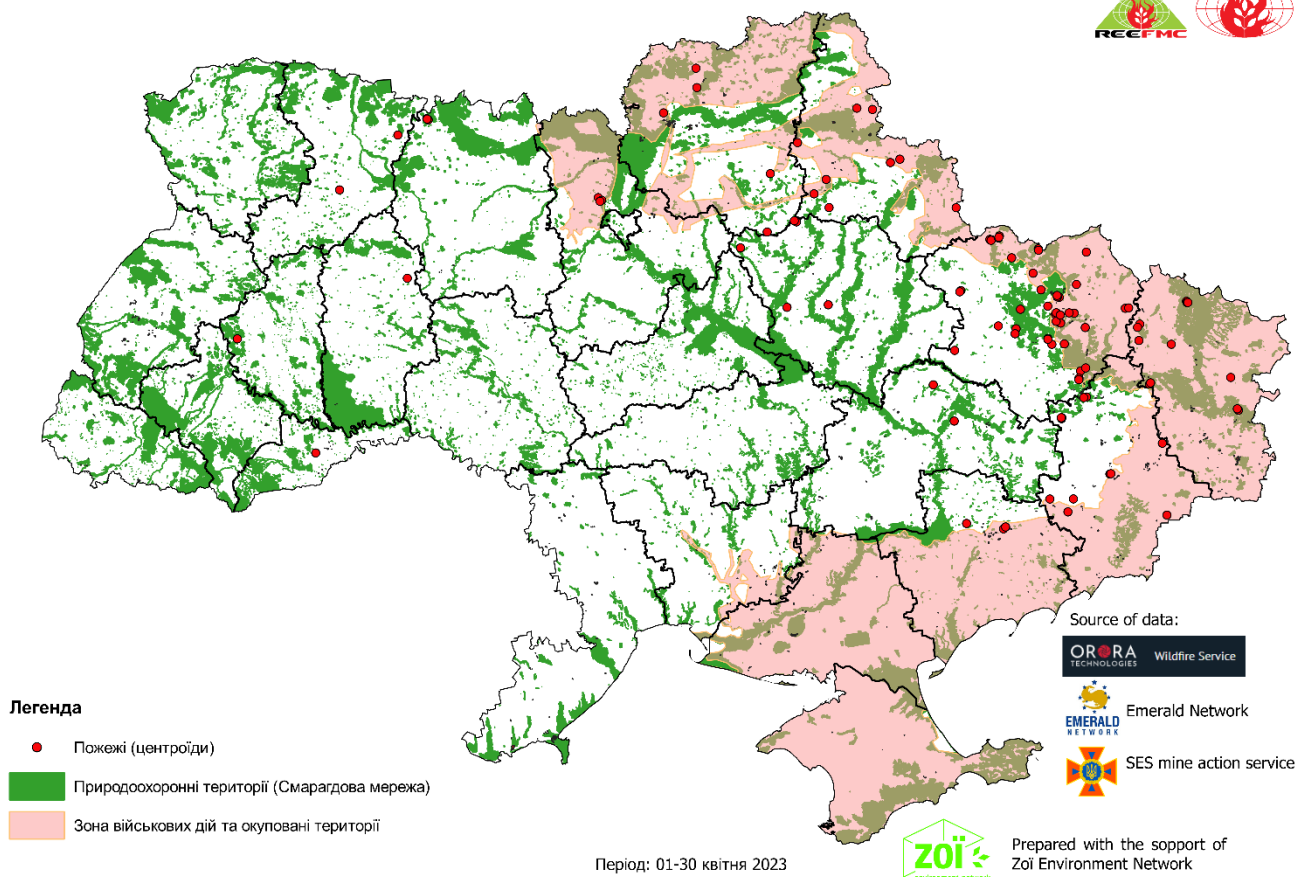 REEFMC
Source of data:
ORORA
TECHNOLOGIES
Wildfire Service
EMERALD
NETWORK
Emerald Network
SES mine action service
Легенда
Пожежі (центроїди)
Природоохоронні території (Смарагдова мережа)
Зона військових дій та окуповані території
Період: 01-30 квітня 2023
zoï
Prepared with the sopport of
Zoï Environment Network